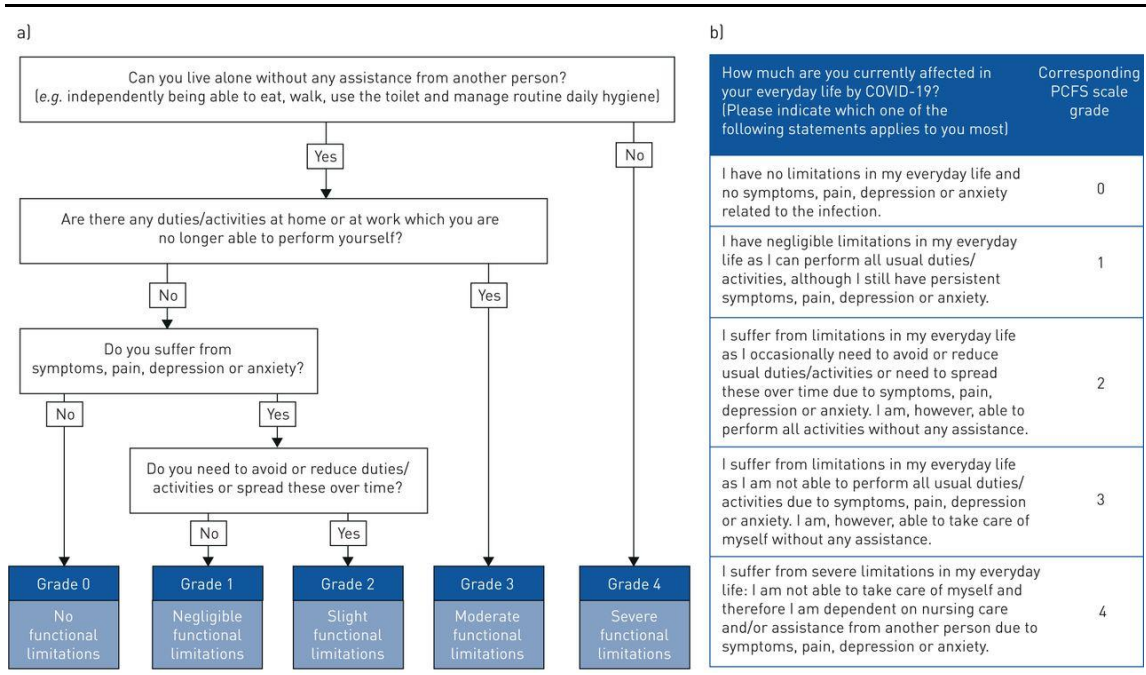 a)
Can you live alone without any assistance from another person?
(e.g. independently being able to eat, walk, use the toilet and manage routine daily hygiene)
Yes
No
Are there any duties/activities at home or at work which you are
no longer able to perform yourself?
No
Yes
Do you suffer from
symptoms, pain, depression or anxiety?
No
Yes
Do you need to avoid or reduce duties/
activities or spread these over time?
No
Yes
Grade 0
No
functional
limitations
Grade 1
Negligible
functional
limitations
Grade 2
Slight
functional
limitations
Grade 3
Moderate
functional
limitations
Grade 4
Severe
functional
limitations
b)
How much are you currently affected in
your everyday life by COVID-19?
(Please indicate which one of the
following statements applies to you most)
Corresponding
PCFS scale
grade
I have no limitations in my everyday life and
no symptoms, pain, depression or anxiety
related to the infection.
0
I have negligible limitations in my everyday
life as I can perform all usual duties/
activities, although I still have persistent
symptoms, pain, depression or anxiety.
1
I suffer from limitations in my everyday life
as I occasionally need to avoid or reduce
usual duties/activities or need to spread
these over time due to symptoms, pain,
depression or anxiety. I am, however, able to
perform all activities without any assistance.
2
I suffer from limitations in my everyday life
as I am not able to perform all usual duties/
activities due to symptoms, pain, depression
or anxiety. I am, however, able to take care of
myself without any assistance.
3
I suffer from severe limitations in my everyday
life: I am not able to take care of myself and
therefore I am dependent on nursing care
and/or assistance from another person due to
symptoms, pain, depression or anxiety.
4